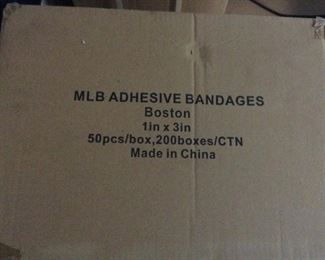 MLB ADHESIVE BANDAGES
Boston
1in x 3in
50pcs/box,200boxes/CTN
Made in China